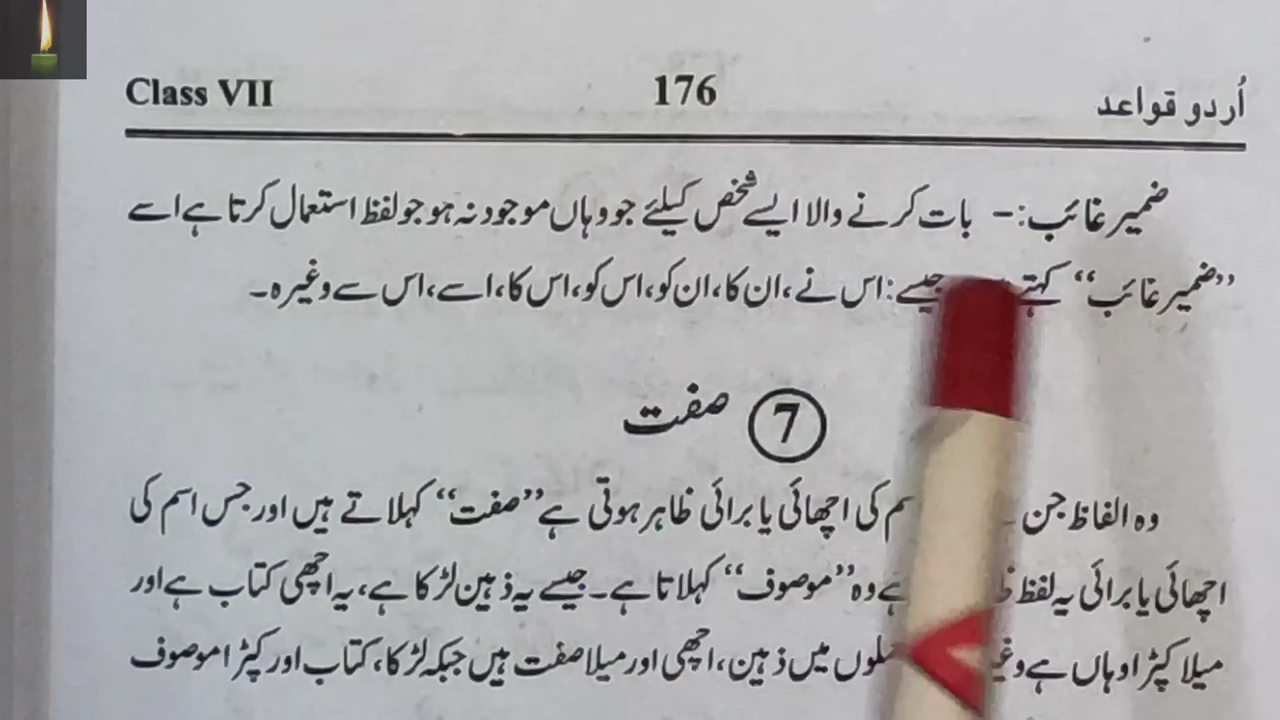 اُردو قواعد 176 Class VII
ضمیر غائب:- بات کرنے والا ایسے شخص کیلئے جو وہاں موجود نہ ہو جو لفظ استعمال کرتا ہے اسے
”ضمیر غائب“ کہتے جیسے: اس نے، ان کا، ان کو، اس کو، اس کا، اسے، اس سے وغیرہ۔
7 صفت
وہ الفاظ جن کی اچھائی یا برائی ظاہر ہوتی ہے ”صفت“ کہلاتے ہیں اور جس اسم کی
اچھائی یا برائی یہ لفظ ہے وہ ”موصوف“ کہلاتا ہے۔ جیسے یہ ذہین لڑکا ہے، یہ اچھی کتاب ہے اور
میلا کپڑا وہاں ہے میں ذہین، اچھی اور میلا صفت ہیں جبکہ لڑکا، کتاب اور کپڑا موصوف